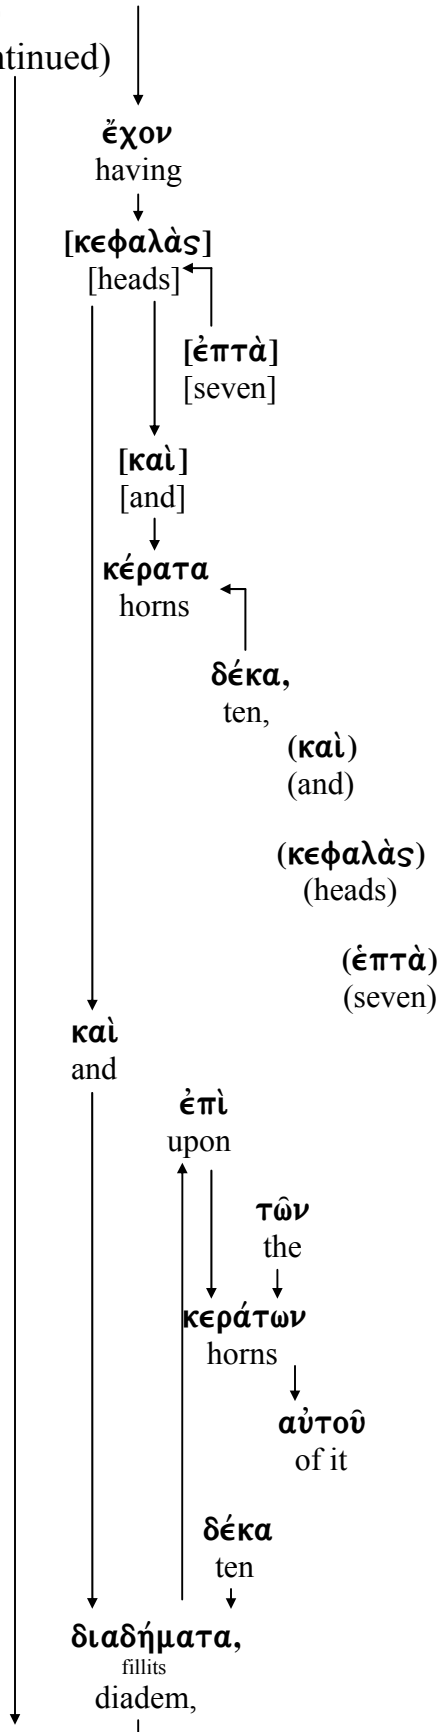 ntinued)
ἔχον
having
[κεφαλὰς]
[heads]
[ἐπτὰ]
[seven]
[καὶ]
[and]
κέρατα
horns
δέκα,
ten,
(καὶ)
(and)
(κεφαλὰς)
(heads)
(ἑπτὰ)
(seven)
καὶ
and
ἐπὶ
upon
τῶν
the
κεράτων
horns
αὐτοῦ
of it
δέκα
ten
διαδήματα,
fillits
diadem,